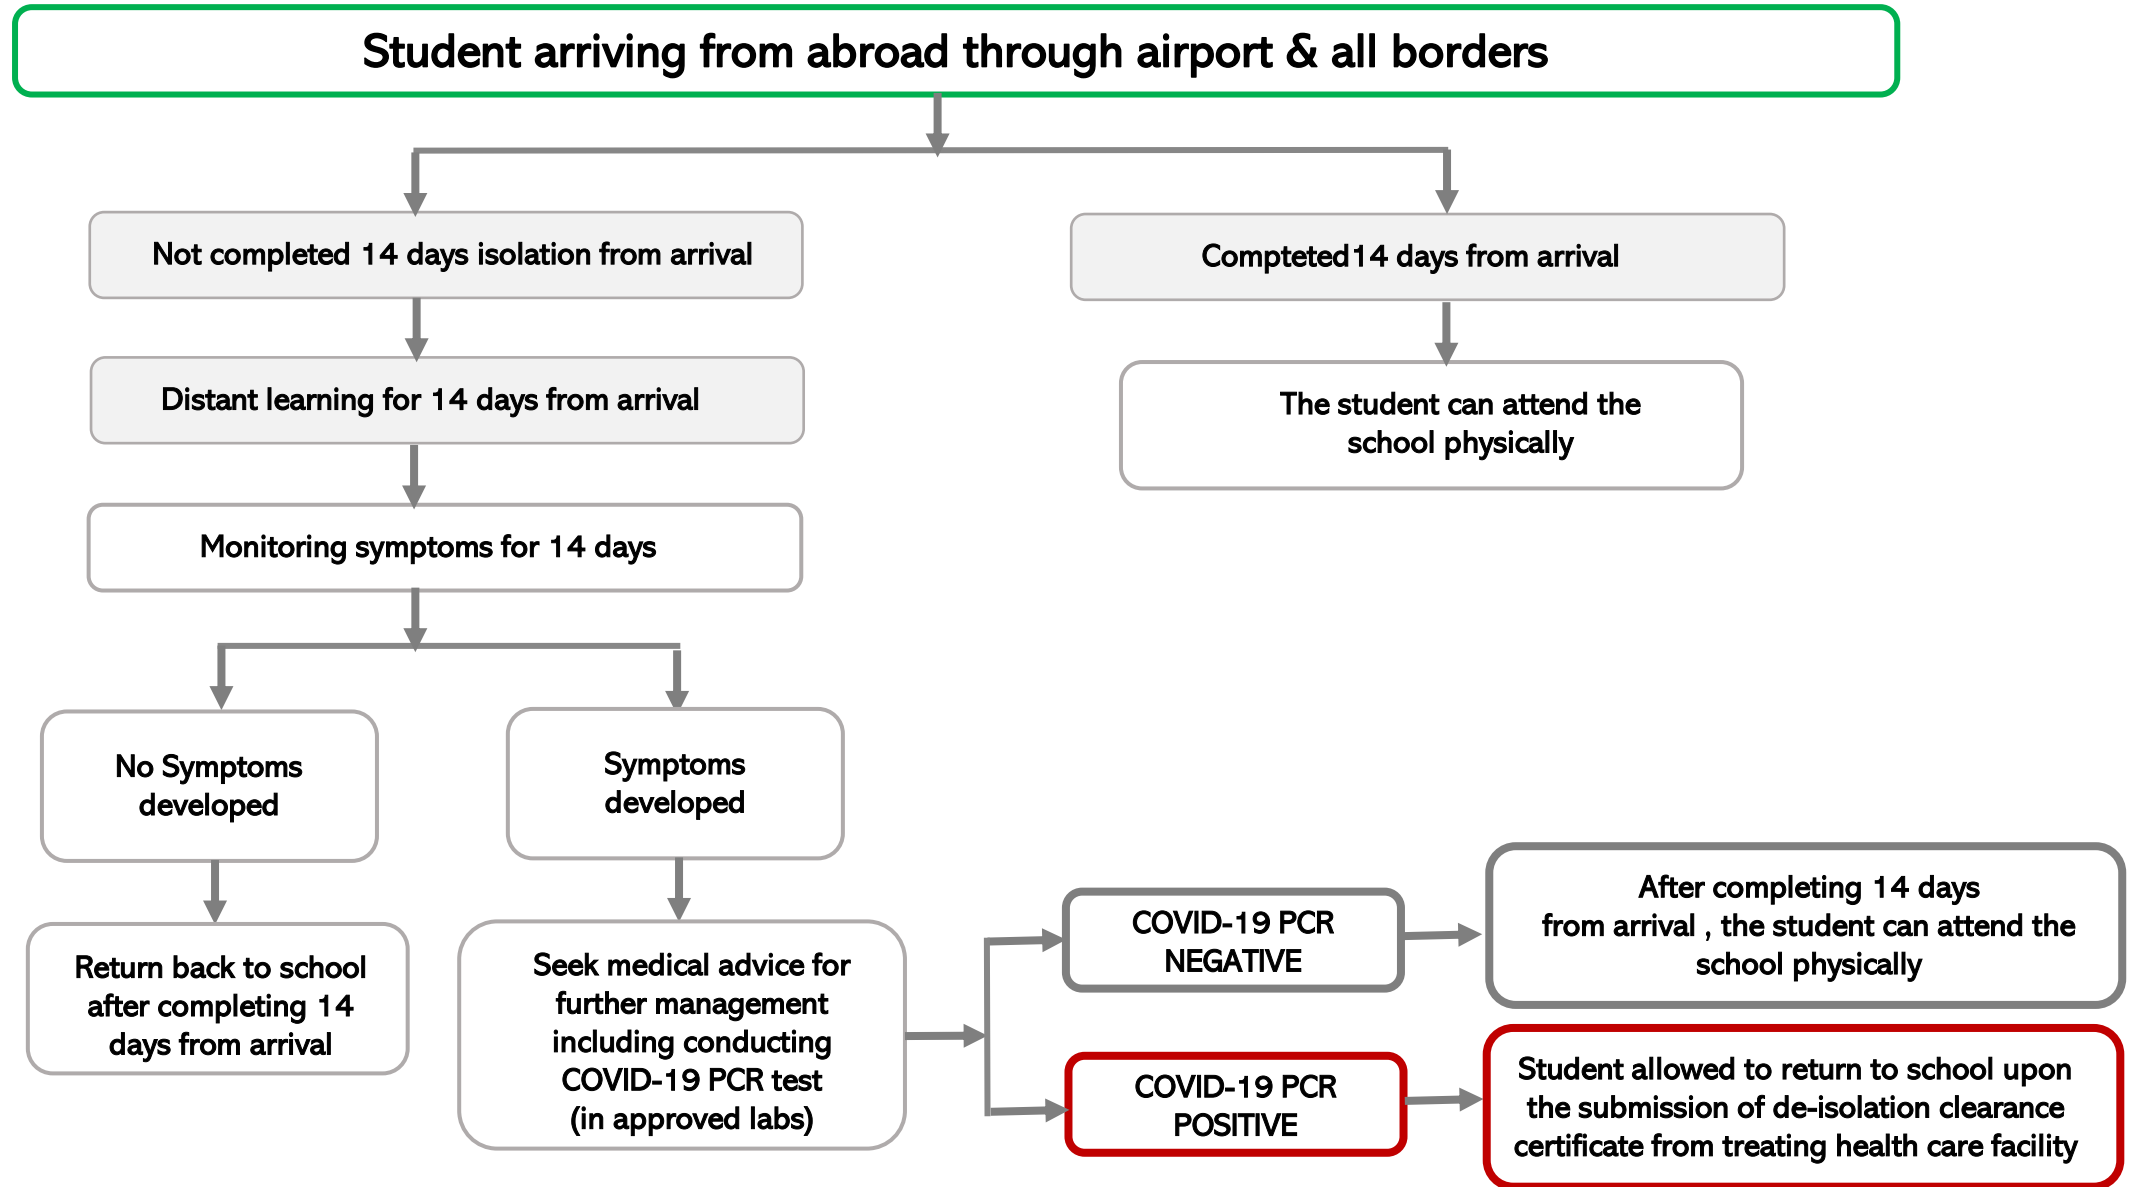 Student arriving from abroad through airport & all borders
Not completed 14 days isolation from arrival
Compteted14 days from arrival
Distant learning for 14 days from arrival
The student can attend the
school physically
Monitoring symptoms for 14 days
No Symptoms
developed
Symptoms
developed
Return back to school
after completing 14
days from arrival
Seek medical advice for
further management
including conducting
COVID-19 PCR test
(in approved labs)
COVID-19 PCR
NEGATIVE
After completing 14 days
from arrival , the student can attend the
school physically
COVID-19 PCR
POSITIVE
Student allowed to return to school upon
the submission of de-isolation clearance
certificate from treating health care facility